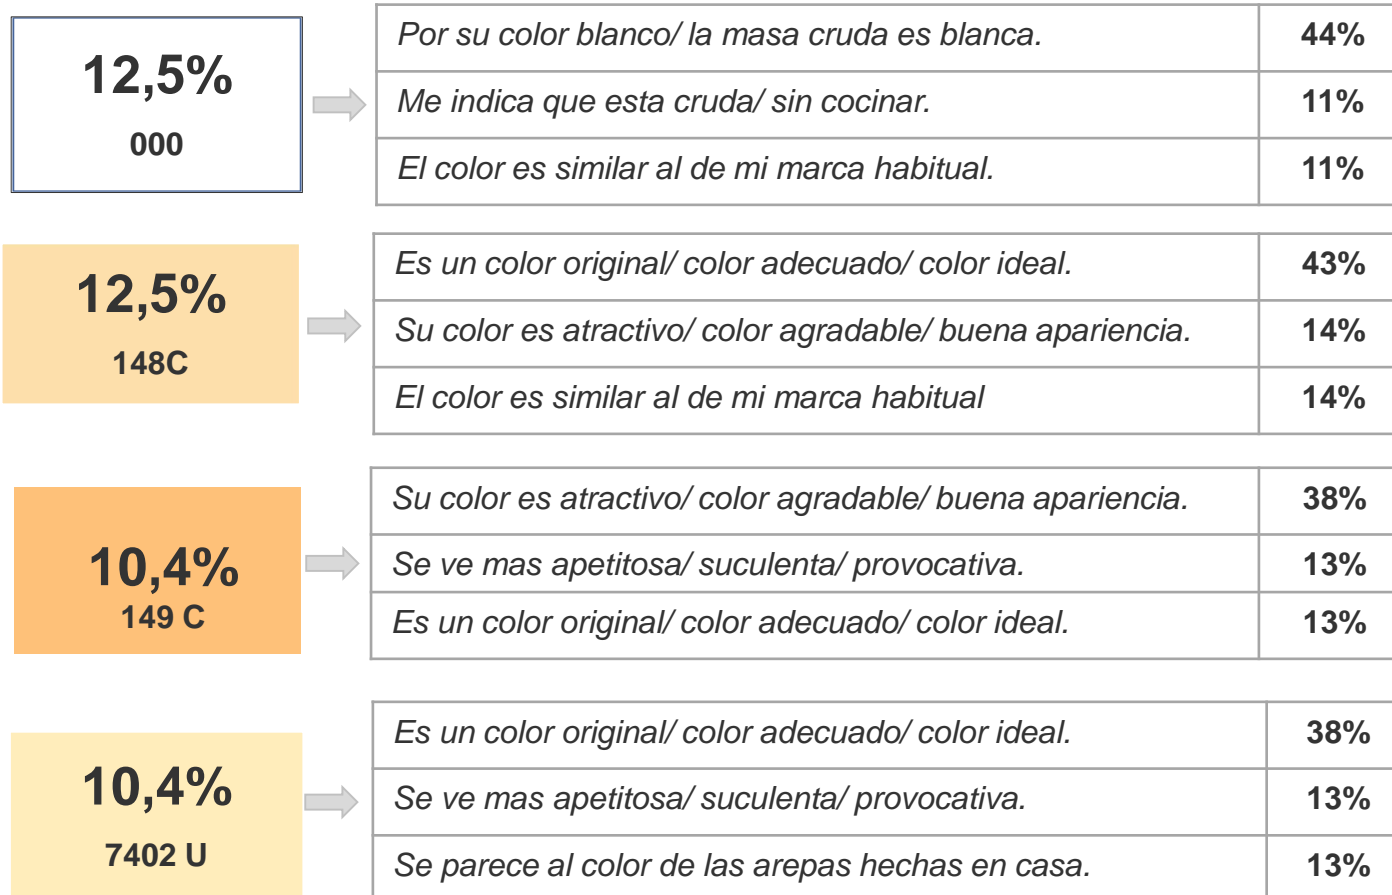 12,5%
000
Por su color blanco/ la masa cruda es blanca. 44%
Me indica que esta cruda/ sin cocinar. 11%
El color es similar al de mi marca habitual. 11%
12,5%
148C
Es un color original/ color adecuado/ color ideal. 43%
Su color es atractivo/ color agradable/ buena apariencia. 14%
El color es similar al de mi marca habitual 14%
10,4%
149 C
Su color es atractivo/ color agradable/ buena apariencia. 38%
Se ve mas apetitosa/ suculenta/ provocativa. 13%
Es un color original/ color adecuado/ color ideal. 13%
10,4%
7402 U
Es un color original/ color adecuado/ color ideal. 38%
Se ve mas apetitosa/ suculenta/ provocativa. 13%
Se parece al color de las arepas hechas en casa. 13%